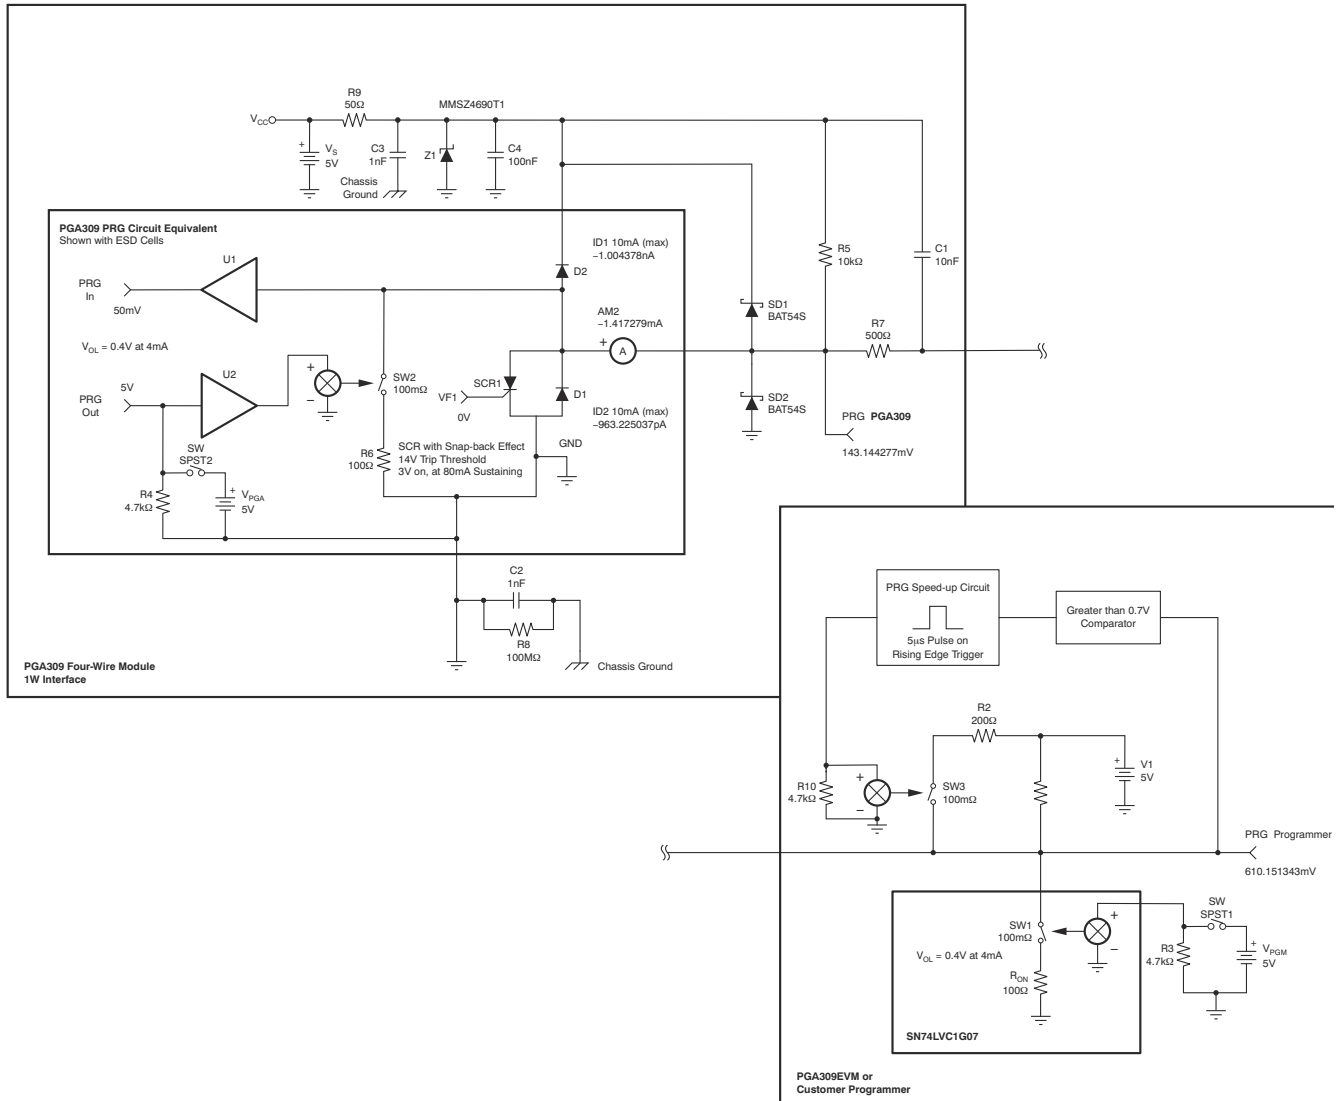 R9
50Ω
MMSZ4690T1
VCC
+
VS
5V
C3
1nF
Z1
C4
100nF
Chassis
Ground
PGA309 PRG Circuit Equivalent
Shown with ESD Cells
U1
PRG
In
50mV
ID1 10mA (max)
−1.004378nA
D2
R5
10kΩ
C1
10nF
SD1
BAT54S
AM2
−1.417279mA
+
A
R7
500Ω
VOL = 0.4V at 4mA
5V
PRG
Out
U2
+
−
SW2
100mΩ
SCR1
VF1
0V
D1
SD2
BAT54S
ID2 10mA (max)
−963.225037pA
PRG PGA309
143.144277mV
GND
SW
SPST2
R6
100Ω
SCR with Snap-back Effect
14V Trip Threshold
3V on, at 80mA Sustaining
R4
4.7kΩ
+
VPGA
5V
C2
1nF
R8
100MΩ
Chassis Ground
PGA309 Four-Wire Module
1W Interface
PRG Speed-up Circuit
5µs Pulse on
Rising Edge Trigger
Greater than 0.7V
Comparator
R2
200Ω
+
V1
5V
R10
4.7kΩ
+
−
SW3
100mΩ
PRG Programmer
610.151343mV
SW1
100mΩ
+
−
SW
SPST1
VOL = 0.4V at 4mA
R3
4.7kΩ
+
VPGM
5V
RON
100Ω
SN74LVC1G07
PGA309EVM or
Customer Programmer